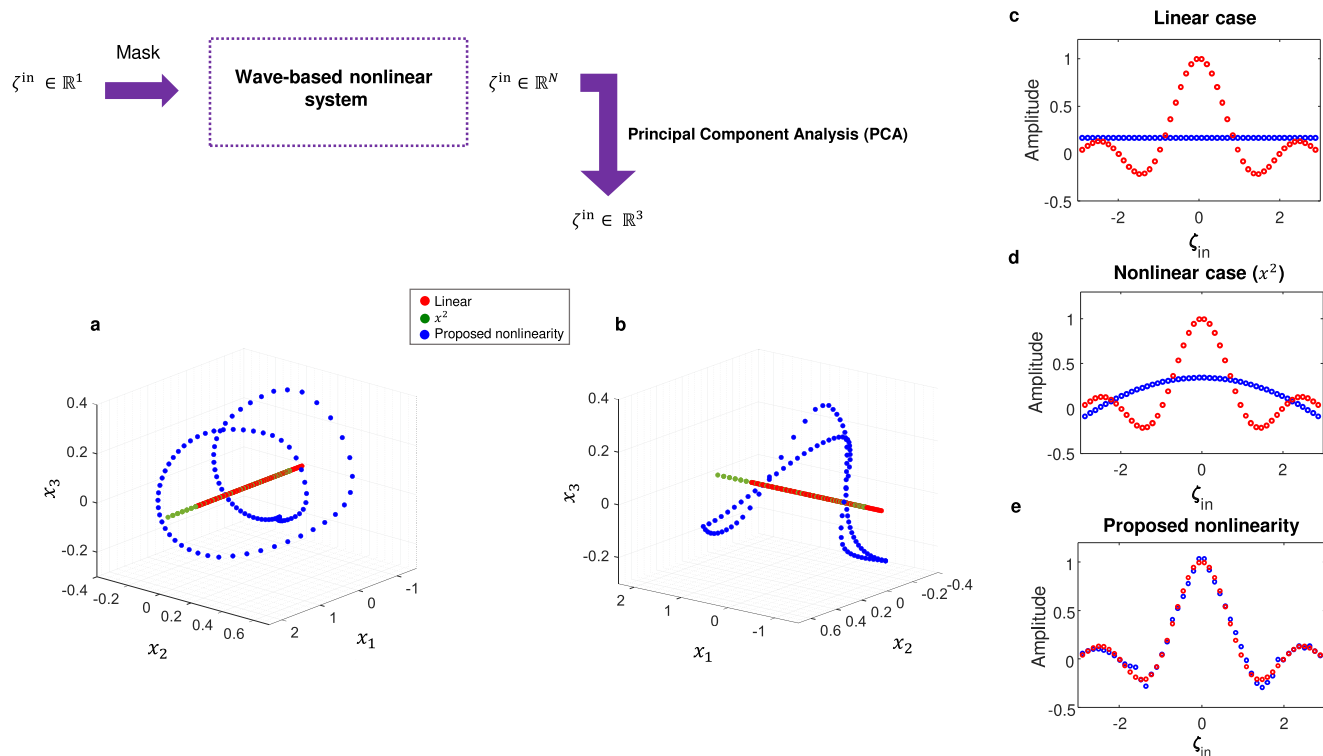 Mask
ζ^in ∈ ℝ^1
Wave-based nonlinear
system
ζ^in ∈ ℝ^N
Principal Component Analysis (PCA)
ζ^in ∈ ℝ^3
Linear
x^2
Proposed nonlinearity
a
0.4
0.2
0
-0.2
-0.4
x_3
-0.2
0
0.2
0.4
0.6
x_2
2
1
0
-1
x_1
b
0.4
0.2
0
-0.2
x_3
2
1
0
-1
x_1
0.6
0.4
0.2
0
-0.2
-0.4
x_2
c
Linear case
1
0.5
0
-0.5
Amplitude
-2
0
2
ζ_in
d
Nonlinear case (x^2)
1
0.5
0
-0.5
Amplitude
-2
0
2
ζ_in
e
Proposed nonlinearity
1
0.5
0
-0.5
Amplitude
-2
0
2
ζ_in